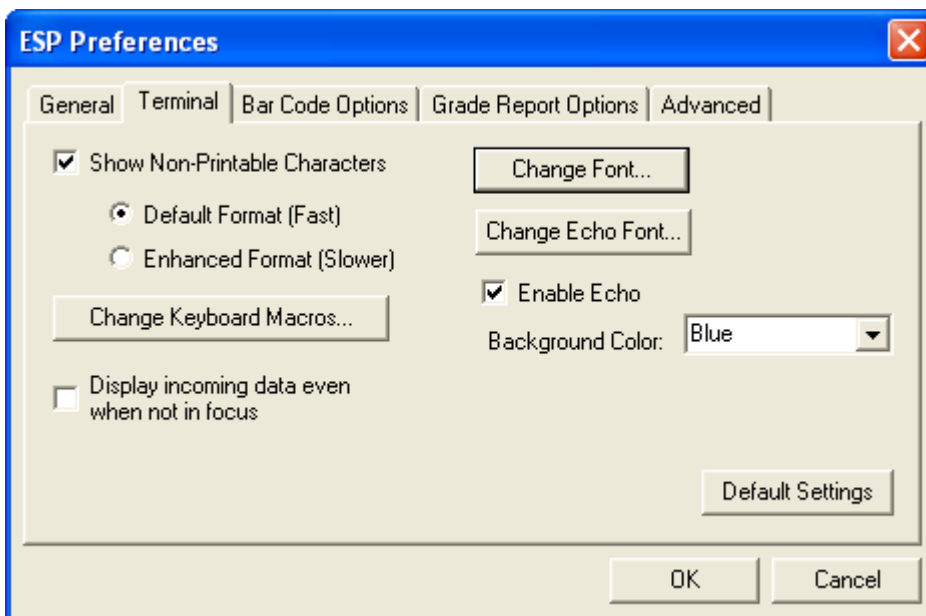 ESP Preferences
General Terminal Bar Code Options Grade Report Options Advanced
Show Non-Printable Characters
Default Format (Fast)
Enhanced Format (Slower)
Change Keyboard Macros...
Display incoming data even
when not in focus
Change Font...
Change Echo Font...
Enable Echo
Background Color: Blue
Default Settings
OK Cancel